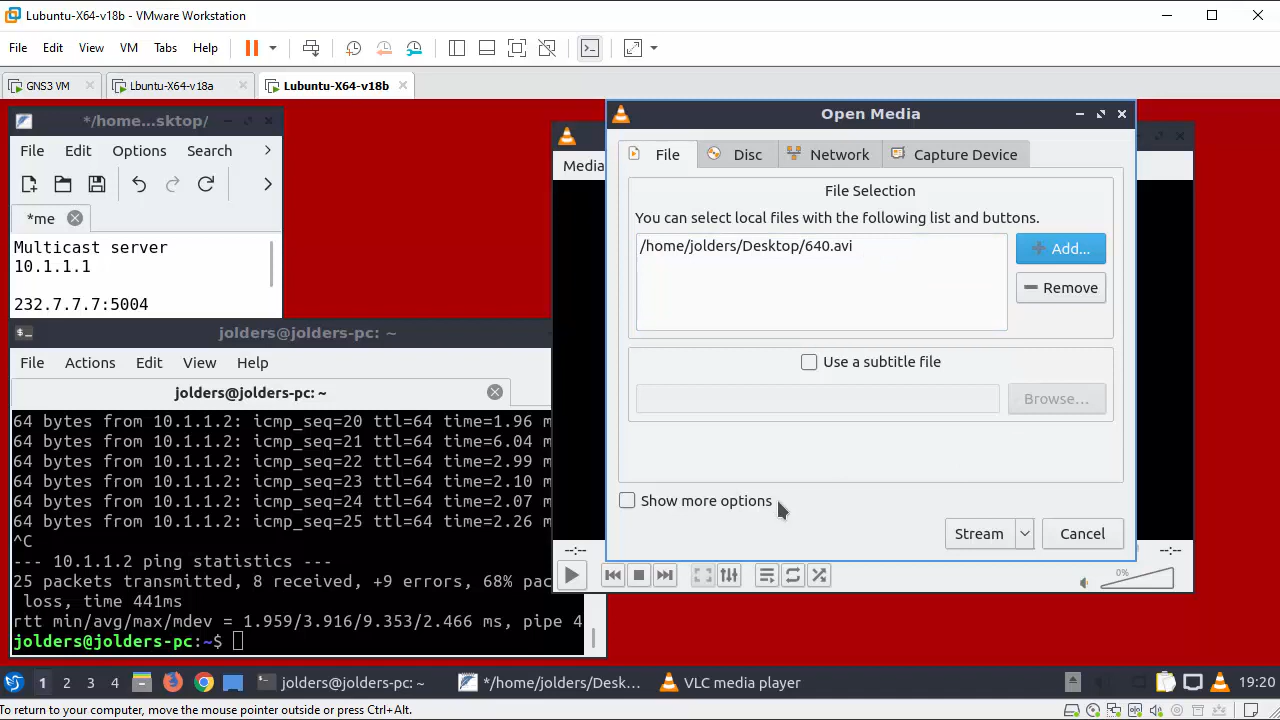 Lubuntu-X64-v18b - VMware Workstation
File Edit View VM Tabs Help
GNS3 VM Lbuntu-X64-v18a Lubuntu-X64-v18b
*/home...sktop/
File Edit Options Search
*me
Multicast server
10.1.1.1
232.7.7.7:5004
Media
Open Media
File Disc Network Capture Device
File Selection
You can select local files with the following list and buttons.
/home/jolders/Desktop/640.avi
Add...
Remove
Use a subtitle file
Browse...
Show more options
Stream Cancel
--:-- --:--
0%
jolders@jolders-pc: ~
File Actions Edit View Help
jolders@jolders-pc: ~
64 bytes from 10.1.1.2: icmp_seq=20 ttl=64 time=1.96 m
64 bytes from 10.1.1.2: icmp_seq=21 ttl=64 time=6.04 m
64 bytes from 10.1.1.2: icmp_seq=22 ttl=64 time=2.99 m
64 bytes from 10.1.1.2: icmp_seq=23 ttl=64 time=2.10 m
64 bytes from 10.1.1.2: icmp_seq=24 ttl=64 time=2.07 m
64 bytes from 10.1.1.2: icmp_seq=25 ttl=64 time=2.26 m
^C
--- 10.1.1.2 ping statistics ---
25 packets transmitted, 8 received, +9 errors, 68% pac
loss, time 441ms
rtt min/avg/max/mdev = 1.959/3.916/9.353/2.466 ms, pipe 4
jolders@jolders-pc:~$
1 2 3 4 jolders@jolders-pc: ~ */home/jolders/Desk... VLC media player 19:20
To return to your computer, move the mouse pointer outside or press Ctrl+Alt.